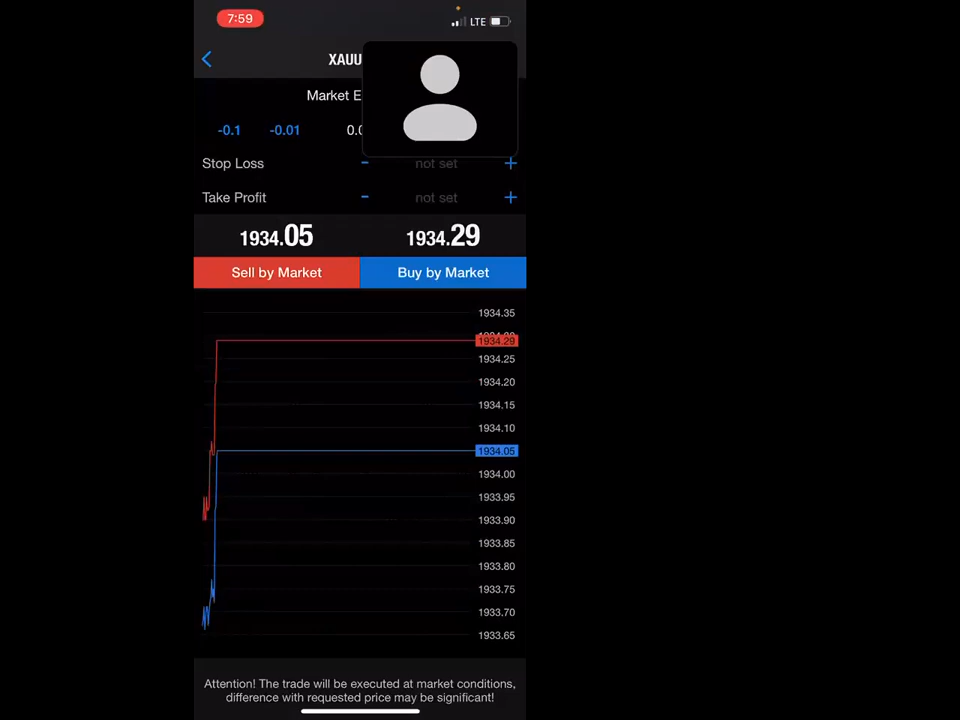 7:59
LTE
XAUU
Market E
-0.1 -0.01 0.0
Stop Loss - not set +
Take Profit - not set +
1934.05 1934.29
Sell by Market Buy by Market
1934.35
1934.29
1934.25
1934.20
1934.15
1934.10
1934.05
1934.00
1933.95
1933.90
1933.85
1933.80
1933.75
1933.70
1933.65
Attention! The trade will be executed at market conditions,
difference with requested price may be significant!